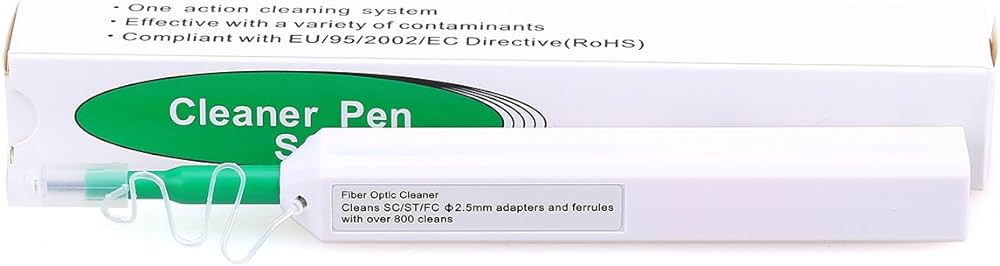 · One action cleaning system
· Effective with a variety of contaminants
· Compliant with EU/95/2002/EC Directive(RoHS)
Cleaner Pen
Fiber Optic Cleaner
Cleans SC/ST/FC Φ2.5mm adapters and ferrules
with over 800 cleans